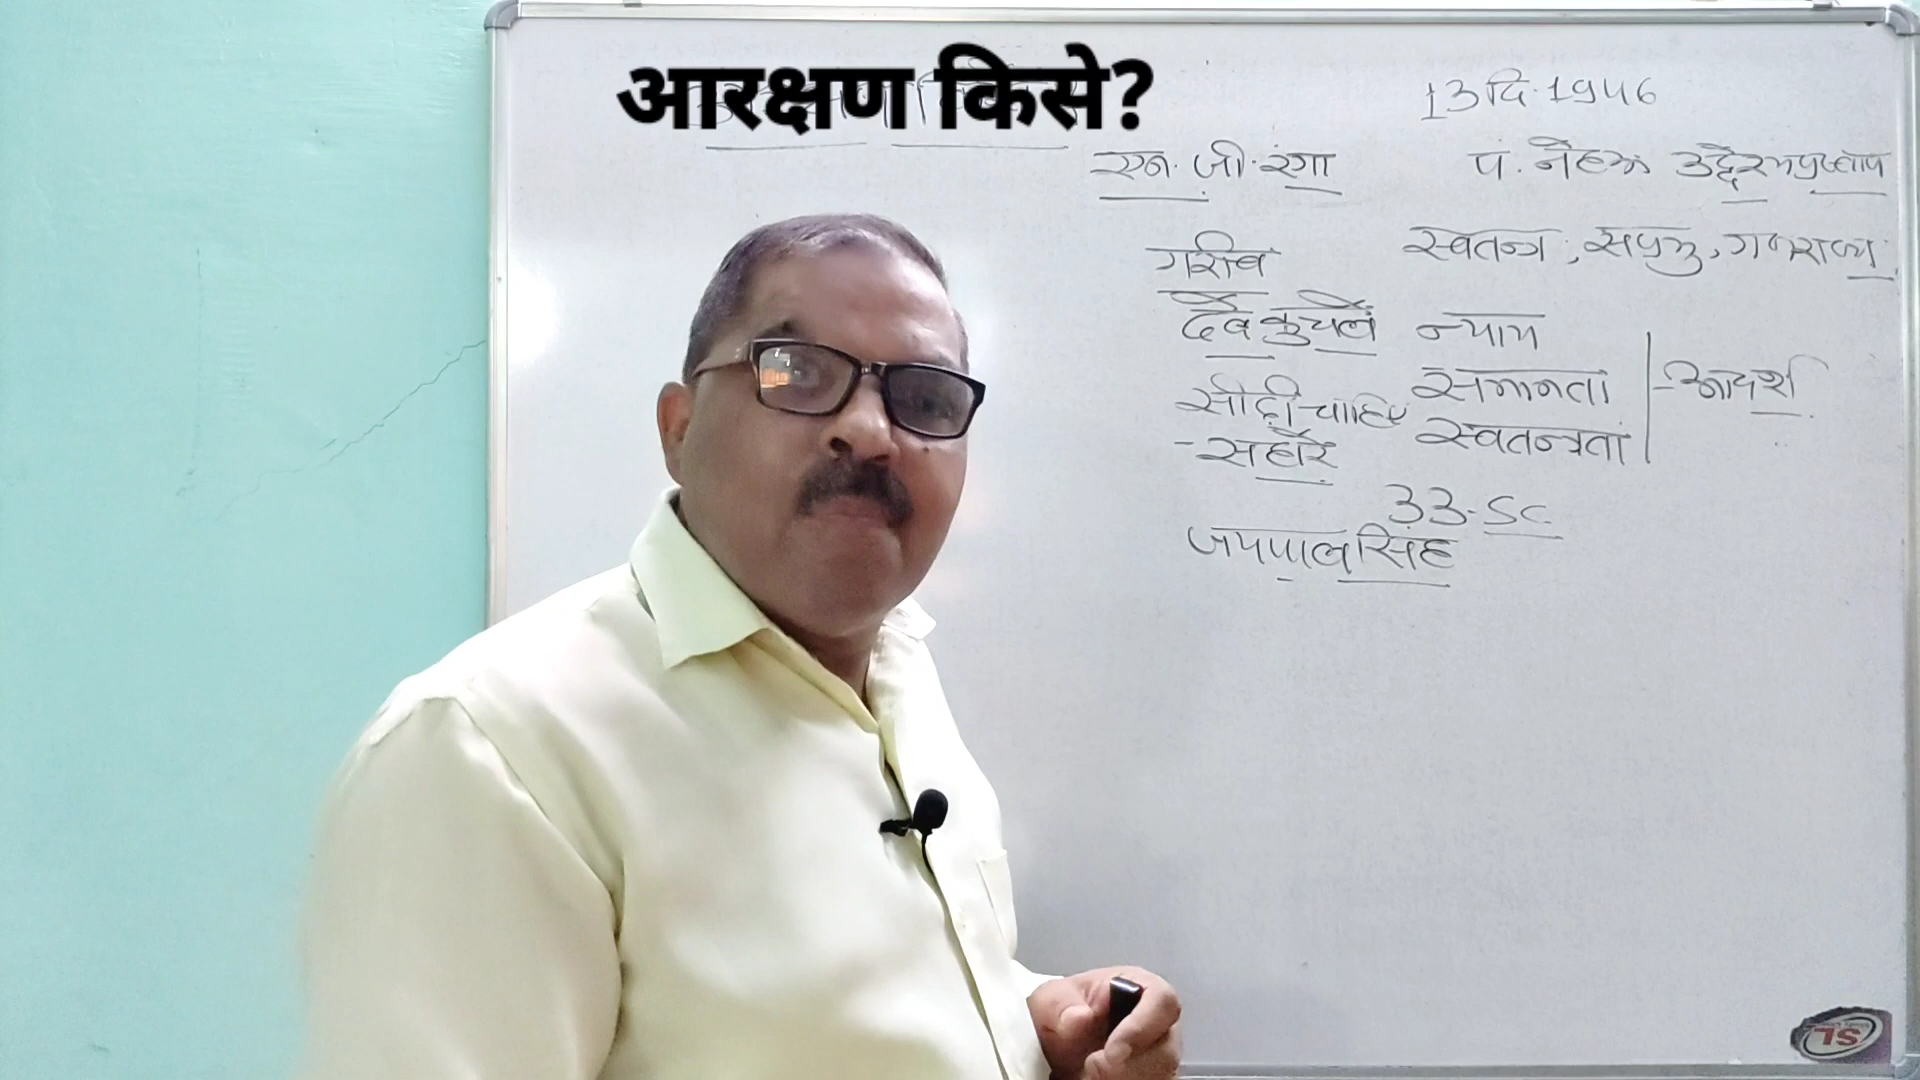 आरक्षण किसे?
13 दि. 1946
एन. जी. रंगा
पं. नेहरू उद्देश्य प्रस्ताव
गरीब
स्वतन्त्र, संप्रभु, गणराज्य
दबे कुचले
न्याय
सीढ़ी चाहिए
समानता
- आदर्श
- सहारे
स्वतन्त्रता
33-SC
जयपाल सिंह
SL